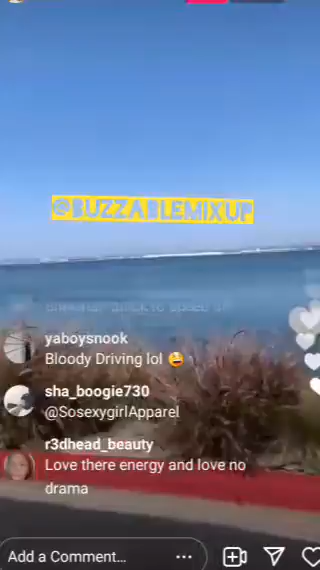 @BUZZABLEMIXUP
yaboysnook
Bloody Driving lol 😆
sha_boogie730
@SosexygirlApparel
r3dhead_beauty
Love there energy and love no
drama
Add a Comment...